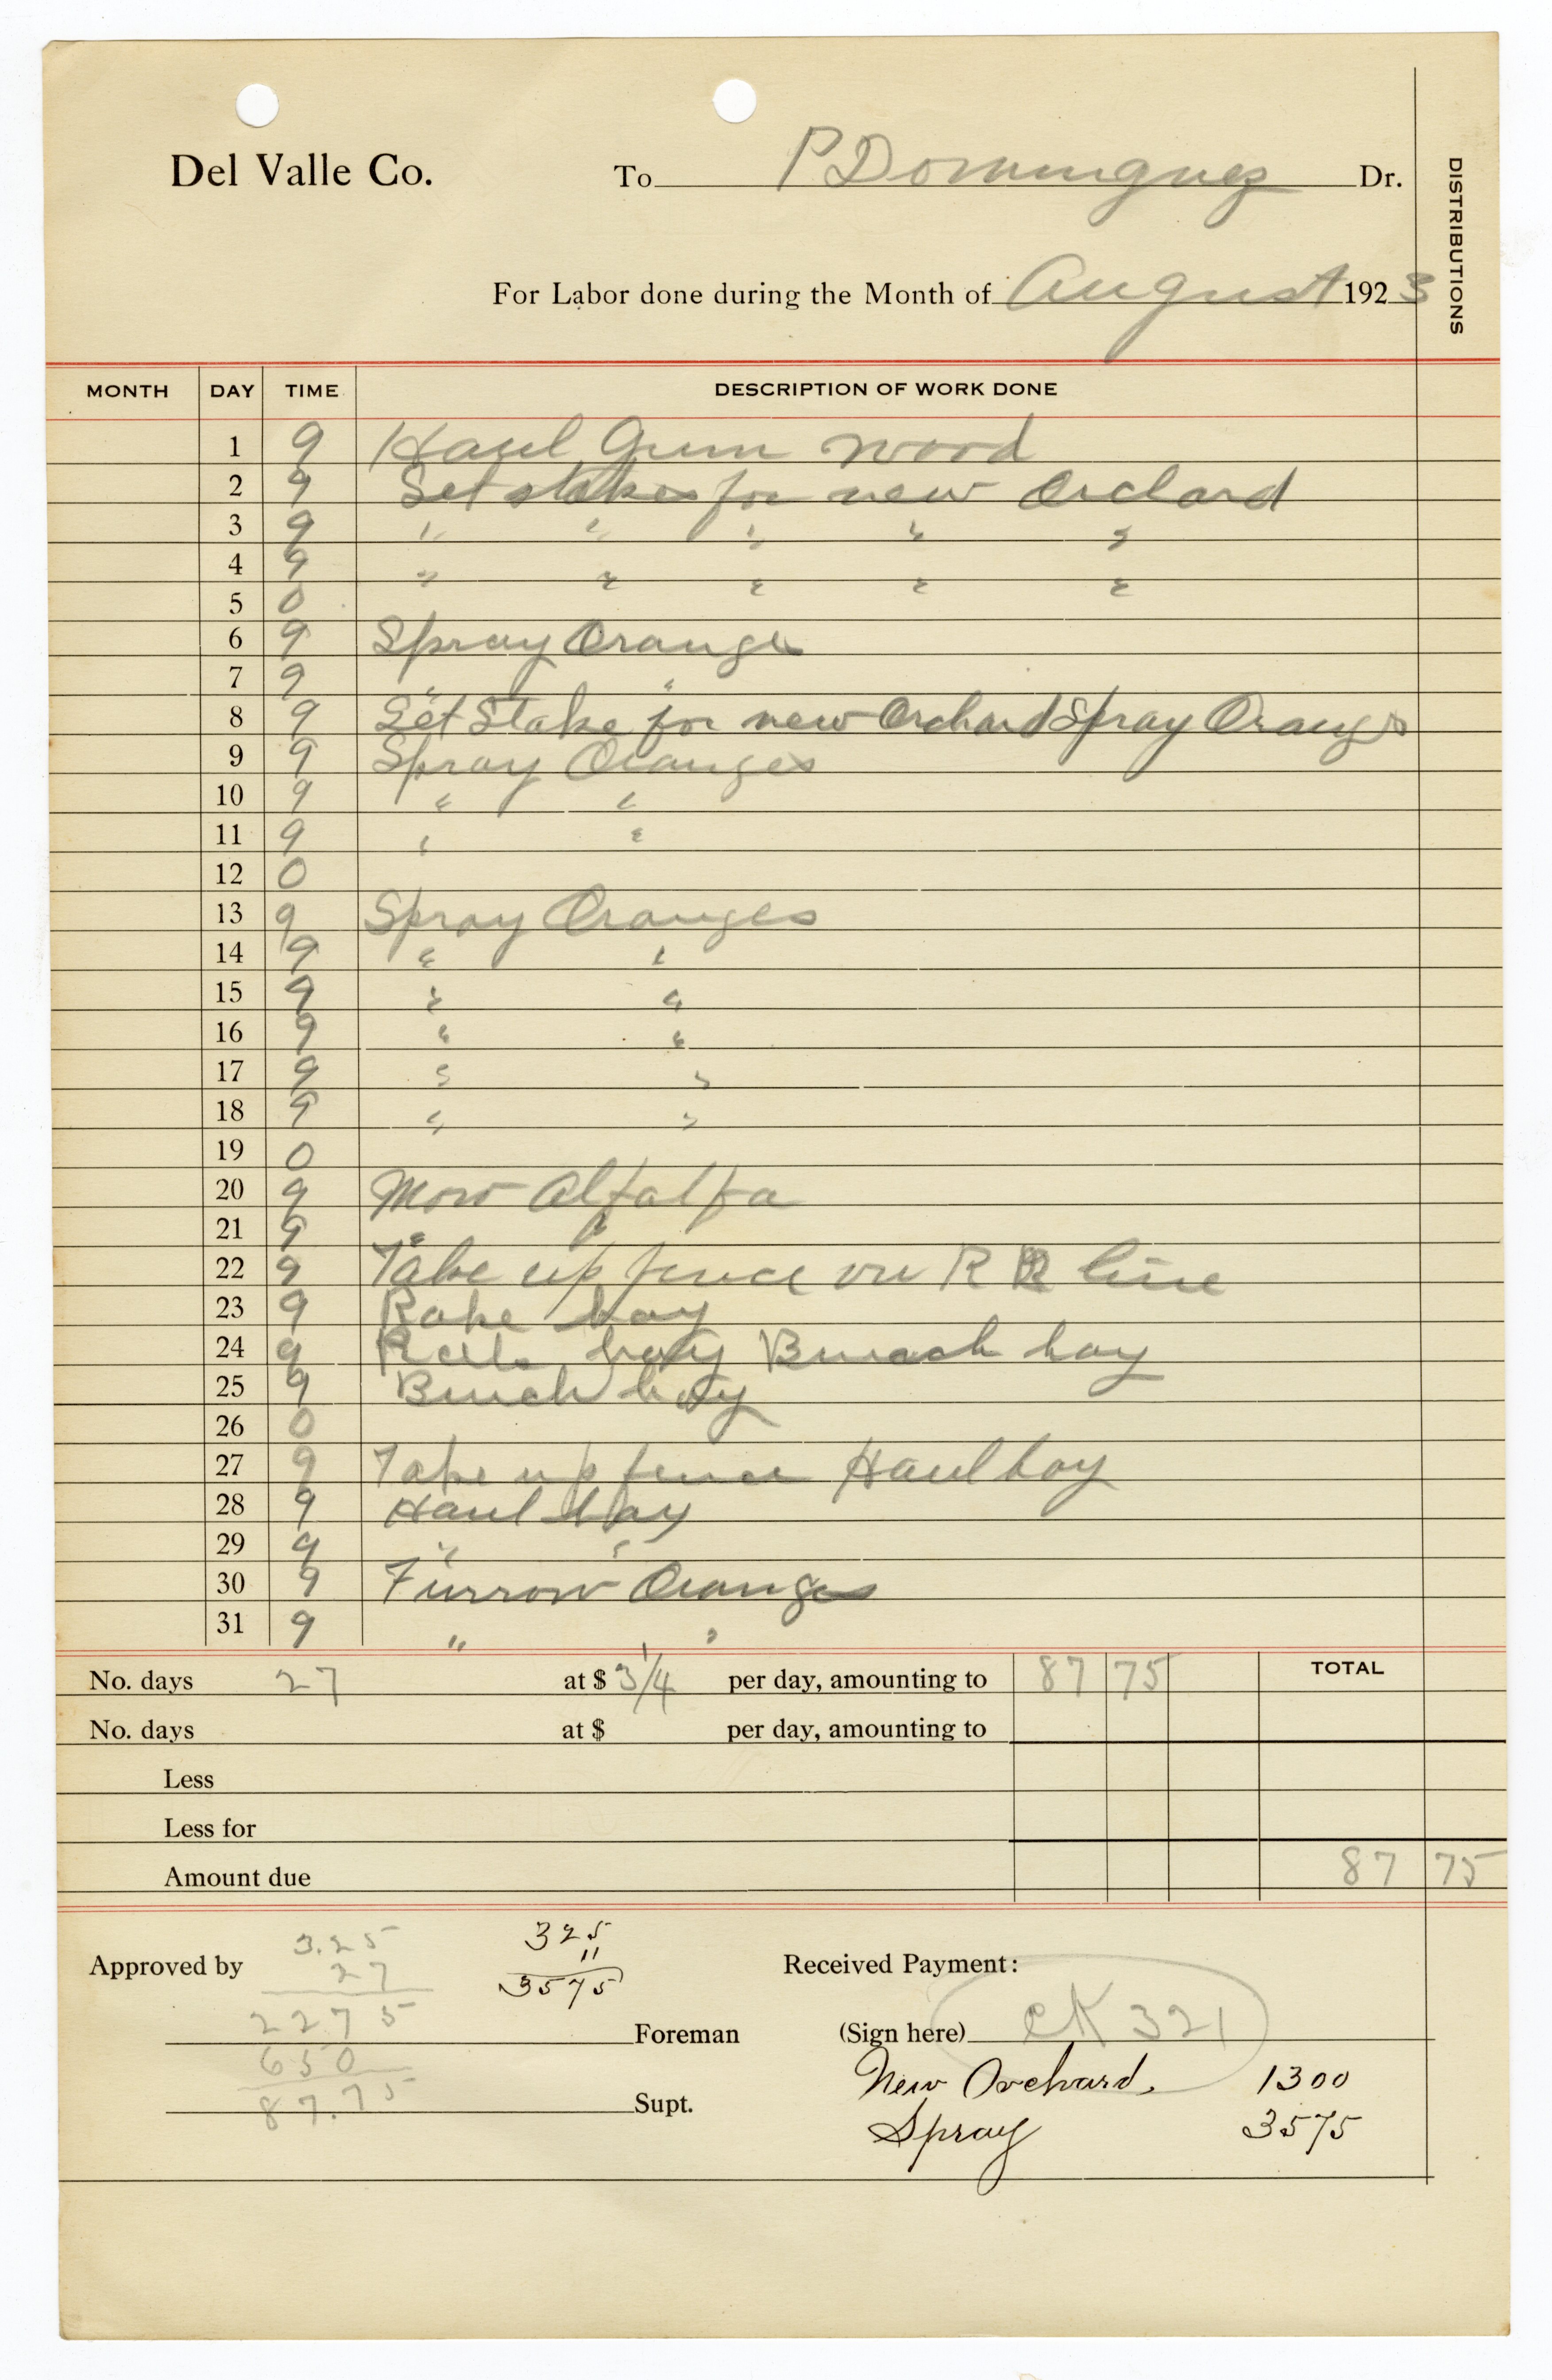 Del Valle Co. To P Dominguez Dr.
DISTRIBUTIONS
For Labor done during the Month of August 1923
MONTH DAY TIME DESCRIPTION OF WORK DONE
1 9 Haul Gum wood
2 9 Set stakes for new Orchard
3 9 " " " " "
4 9 " " " " "
5 0
6 9 Spray Oranges
7 9 " "
8 9 Set Stake for new Orchard Spray Oranges
9 9 Spray Oranges
10 9 " "
11 9 " "
12 0
13 9 Spray Oranges
14 9 " "
15 9 " "
16 9 " "
17 9 " "
18 9 " "
19 0
20 9 Mow Alfalfa
21 9 " "
22 9 Take up fence on R R line
23 9 Rake hay
24 9 Rake hay Bunch hay
25 9 Bunch hay
26 0
27 9 Take up fence Haul hay
28 9 Haul hay
29 9 " "
30 9 Furrow Oranges
31 9 " "
No. days 27 at $ 3 1/4 per day, amounting to 87 75 TOTAL
No. days at $ per day, amounting to
Less
Less for
Amount due 87 75
Approved by
3.25
27
2275
650
87.75
325
11
3575
Received Payment:
Foreman (Sign here) CK 321
New Orchard. 1300
Supt.
Spray 3575